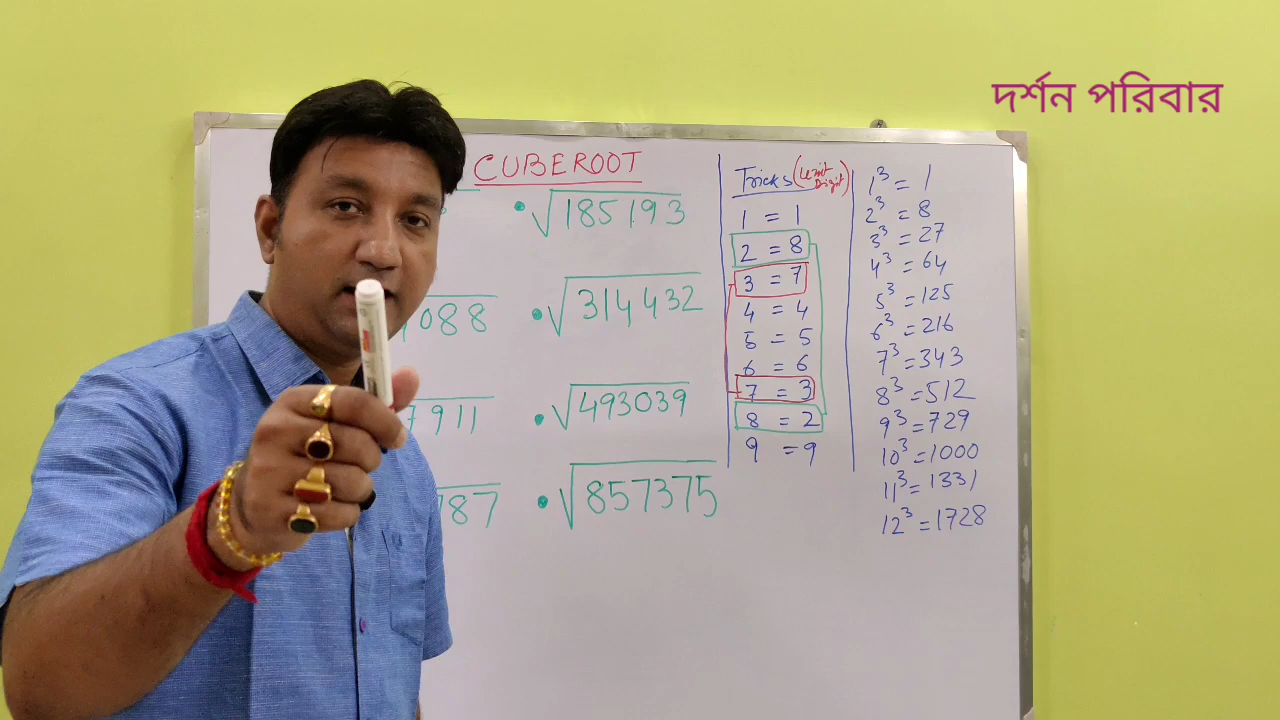 দর্শন পরিবার
CUBEROOT
√185193
088 √314432
7911 √493039
787 √857375
Tricks (Unit Digit)
1 = 1
2 = 8
3 = 7
4 = 4
5 = 5
6 = 6
7 = 3
8 = 2
9 = 9
1³ = 1
2³ = 8
3³ = 27
4³ = 64
5³ = 125
6³ = 216
7³ = 343
8³ = 512
9³ = 729
10³ = 1000
11³ = 1331
12³ = 1728